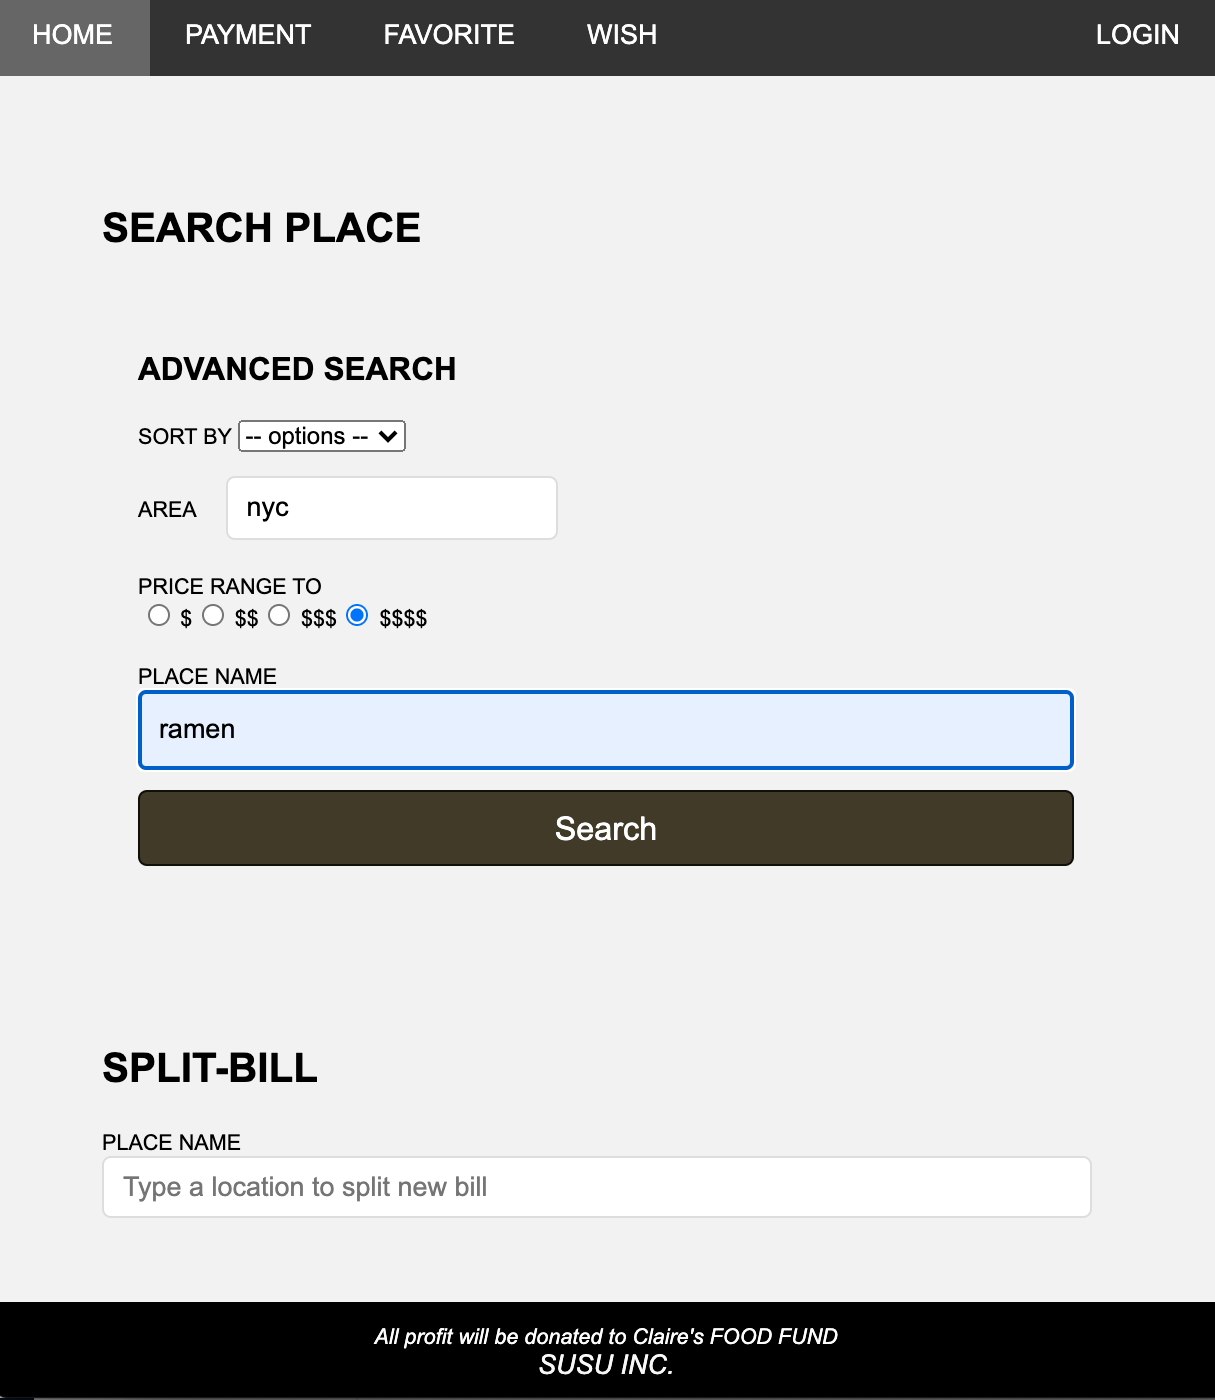 HOME PAYMENT FAVORITE WISH LOGIN
SEARCH PLACE
ADVANCED SEARCH
SORT BY -- options --
AREA nyc
PRICE RANGE TO
$ $$ $$$ $$$$
PLACE NAME
ramen
Search
SPLIT-BILL
PLACE NAME
Type a location to split new bill
All profit will be donated to Claire's FOOD FUND
SUSU INC.